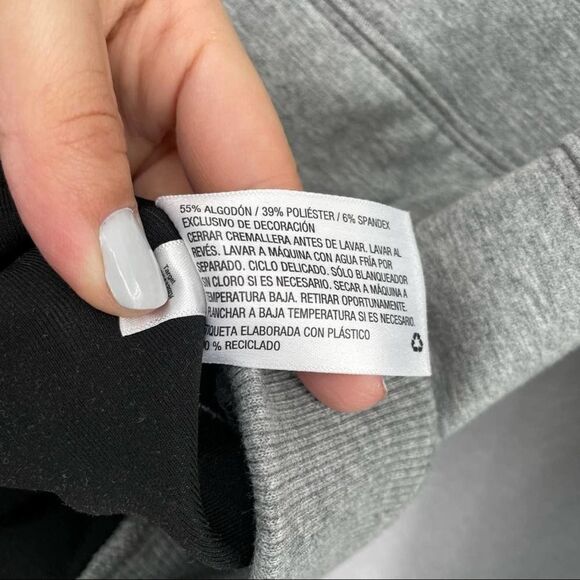 55% ALGODÓN / 39% POLIÉSTER / 6% SPANDEX
EXCLUSIVO DE DECORACIÓN
CERRAR CREMALLERA ANTES DE LAVAR. LAVAR AL
REVÉS. LAVAR A MÁQUINA CON AGUA FRÍA POR
SEPARADO. CICLO DELICADO. SÓLO BLANQUEADOR
SIN CLORO SI ES NECESARIO. SECAR A MÁQUINA A
TEMPERATURA BAJA. RETIRAR OPORTUNAMENTE.
PLANCHAR A BAJA TEMPERATURA SI ES NECESARIO.
ETIQUETA ELABORADA CON PLÁSTICO
% RECICLADO
Target